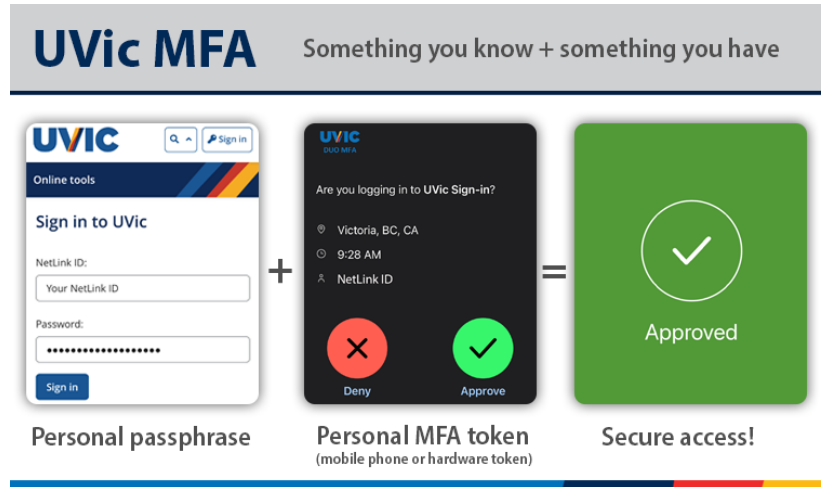 UVic MFA
Something you know + something you have
UVIC
Sign in
Online tools
Sign in to UVic
NetLink ID:
Your NetLink ID
Password:
•••••••••••••••••••
Sign in
+
UVIC
DUO MFA
Are you logging in to UVic Sign-in?
Victoria, BC, CA
9:28 AM
NetLink ID
Deny
Approve
=
Approved
Personal passphrase
Personal MFA token
(mobile phone or hardware token)
Secure access!